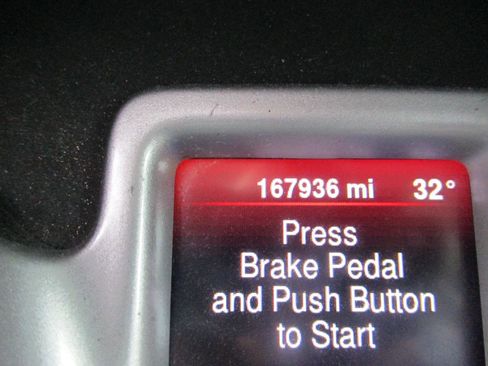 167936 mi 32°
Press
Brake Pedal
and Push Button
to Start